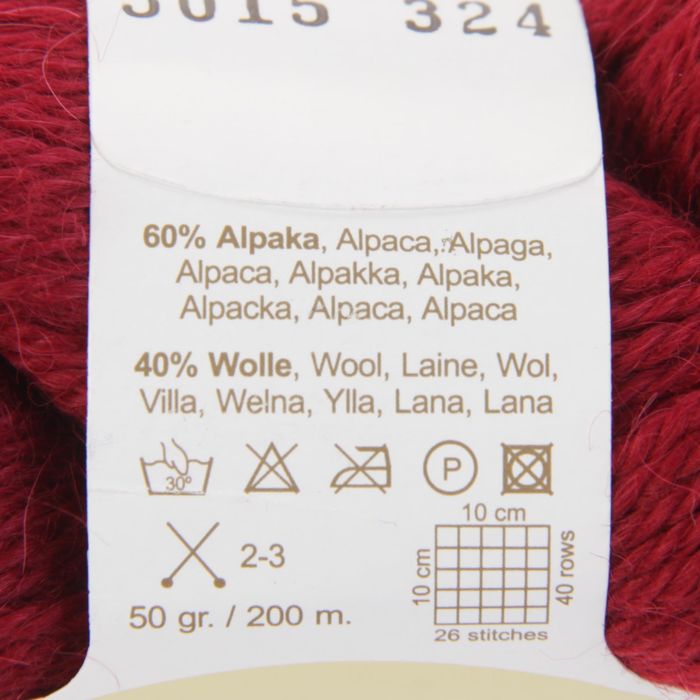 3015 324
60% Alpaka, Alpaca, Alpaga,
Alpaca, Alpakka, Alpaka,
Alpacka, Alpaca, Alpaca
40% Wolle, Wool, Laine, Wol,
Villa, Wełna, Ylla, Lana, Lana
30° P
10 cm
2-3
10 cm
40 rows
50 gr. / 200 m.
26 stitches